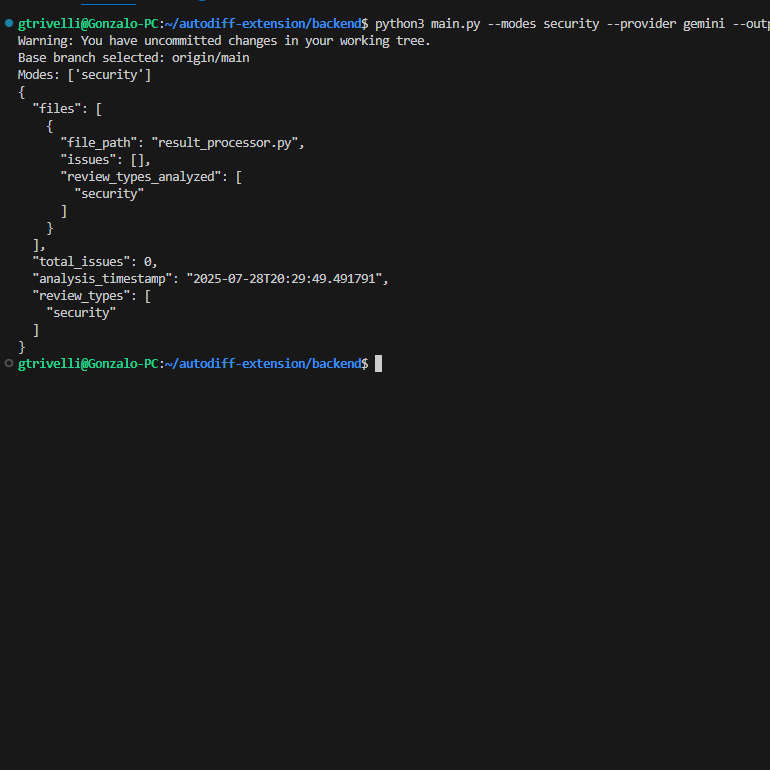 gtrivelli@Gonzalo-PC:~/autodiff-extension/backend$ python3 main.py --modes security --provider gemini --outp
Warning: You have uncommitted changes in your working tree.
Base branch selected: origin/main
Modes: ['security']
{
  "files": [
    {
      "file_path": "result_processor.py",
      "issues": [],
      "review_types_analyzed": [
        "security"
      ]
    }
  ],
  "total_issues": 0,
  "analysis_timestamp": "2025-07-28T20:29:49.491791",
  "review_types": [
    "security"
  ]
}
gtrivelli@Gonzalo-PC:~/autodiff-extension/backend$